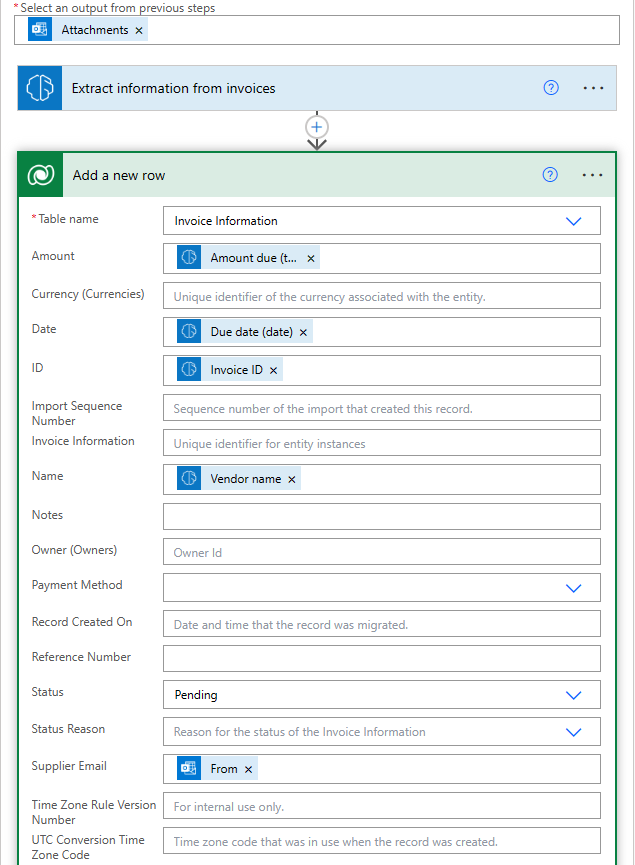 * Select an output from previous steps
Attachments ×
Extract information from invoices
Add a new row
* Table name
Invoice Information
Amount
Amount due (t... ×
Currency (Currencies)
Unique identifier of the currency associated with the entity.
Date
Due date (date) ×
ID
Invoice ID ×
Import Sequence
Number
Sequence number of the import that created this record.
Invoice Information
Unique identifier for entity instances
Name
Vendor name ×
Notes
Owner (Owners)
Owner Id
Payment Method
Record Created On
Date and time that the record was migrated.
Reference Number
Status
Pending
Status Reason
Reason for the status of the Invoice Information
Supplier Email
From ×
Time Zone Rule Version
Number
For internal use only.
UTC Conversion Time
Zone Code
Time zone code that was in use when the record was created.